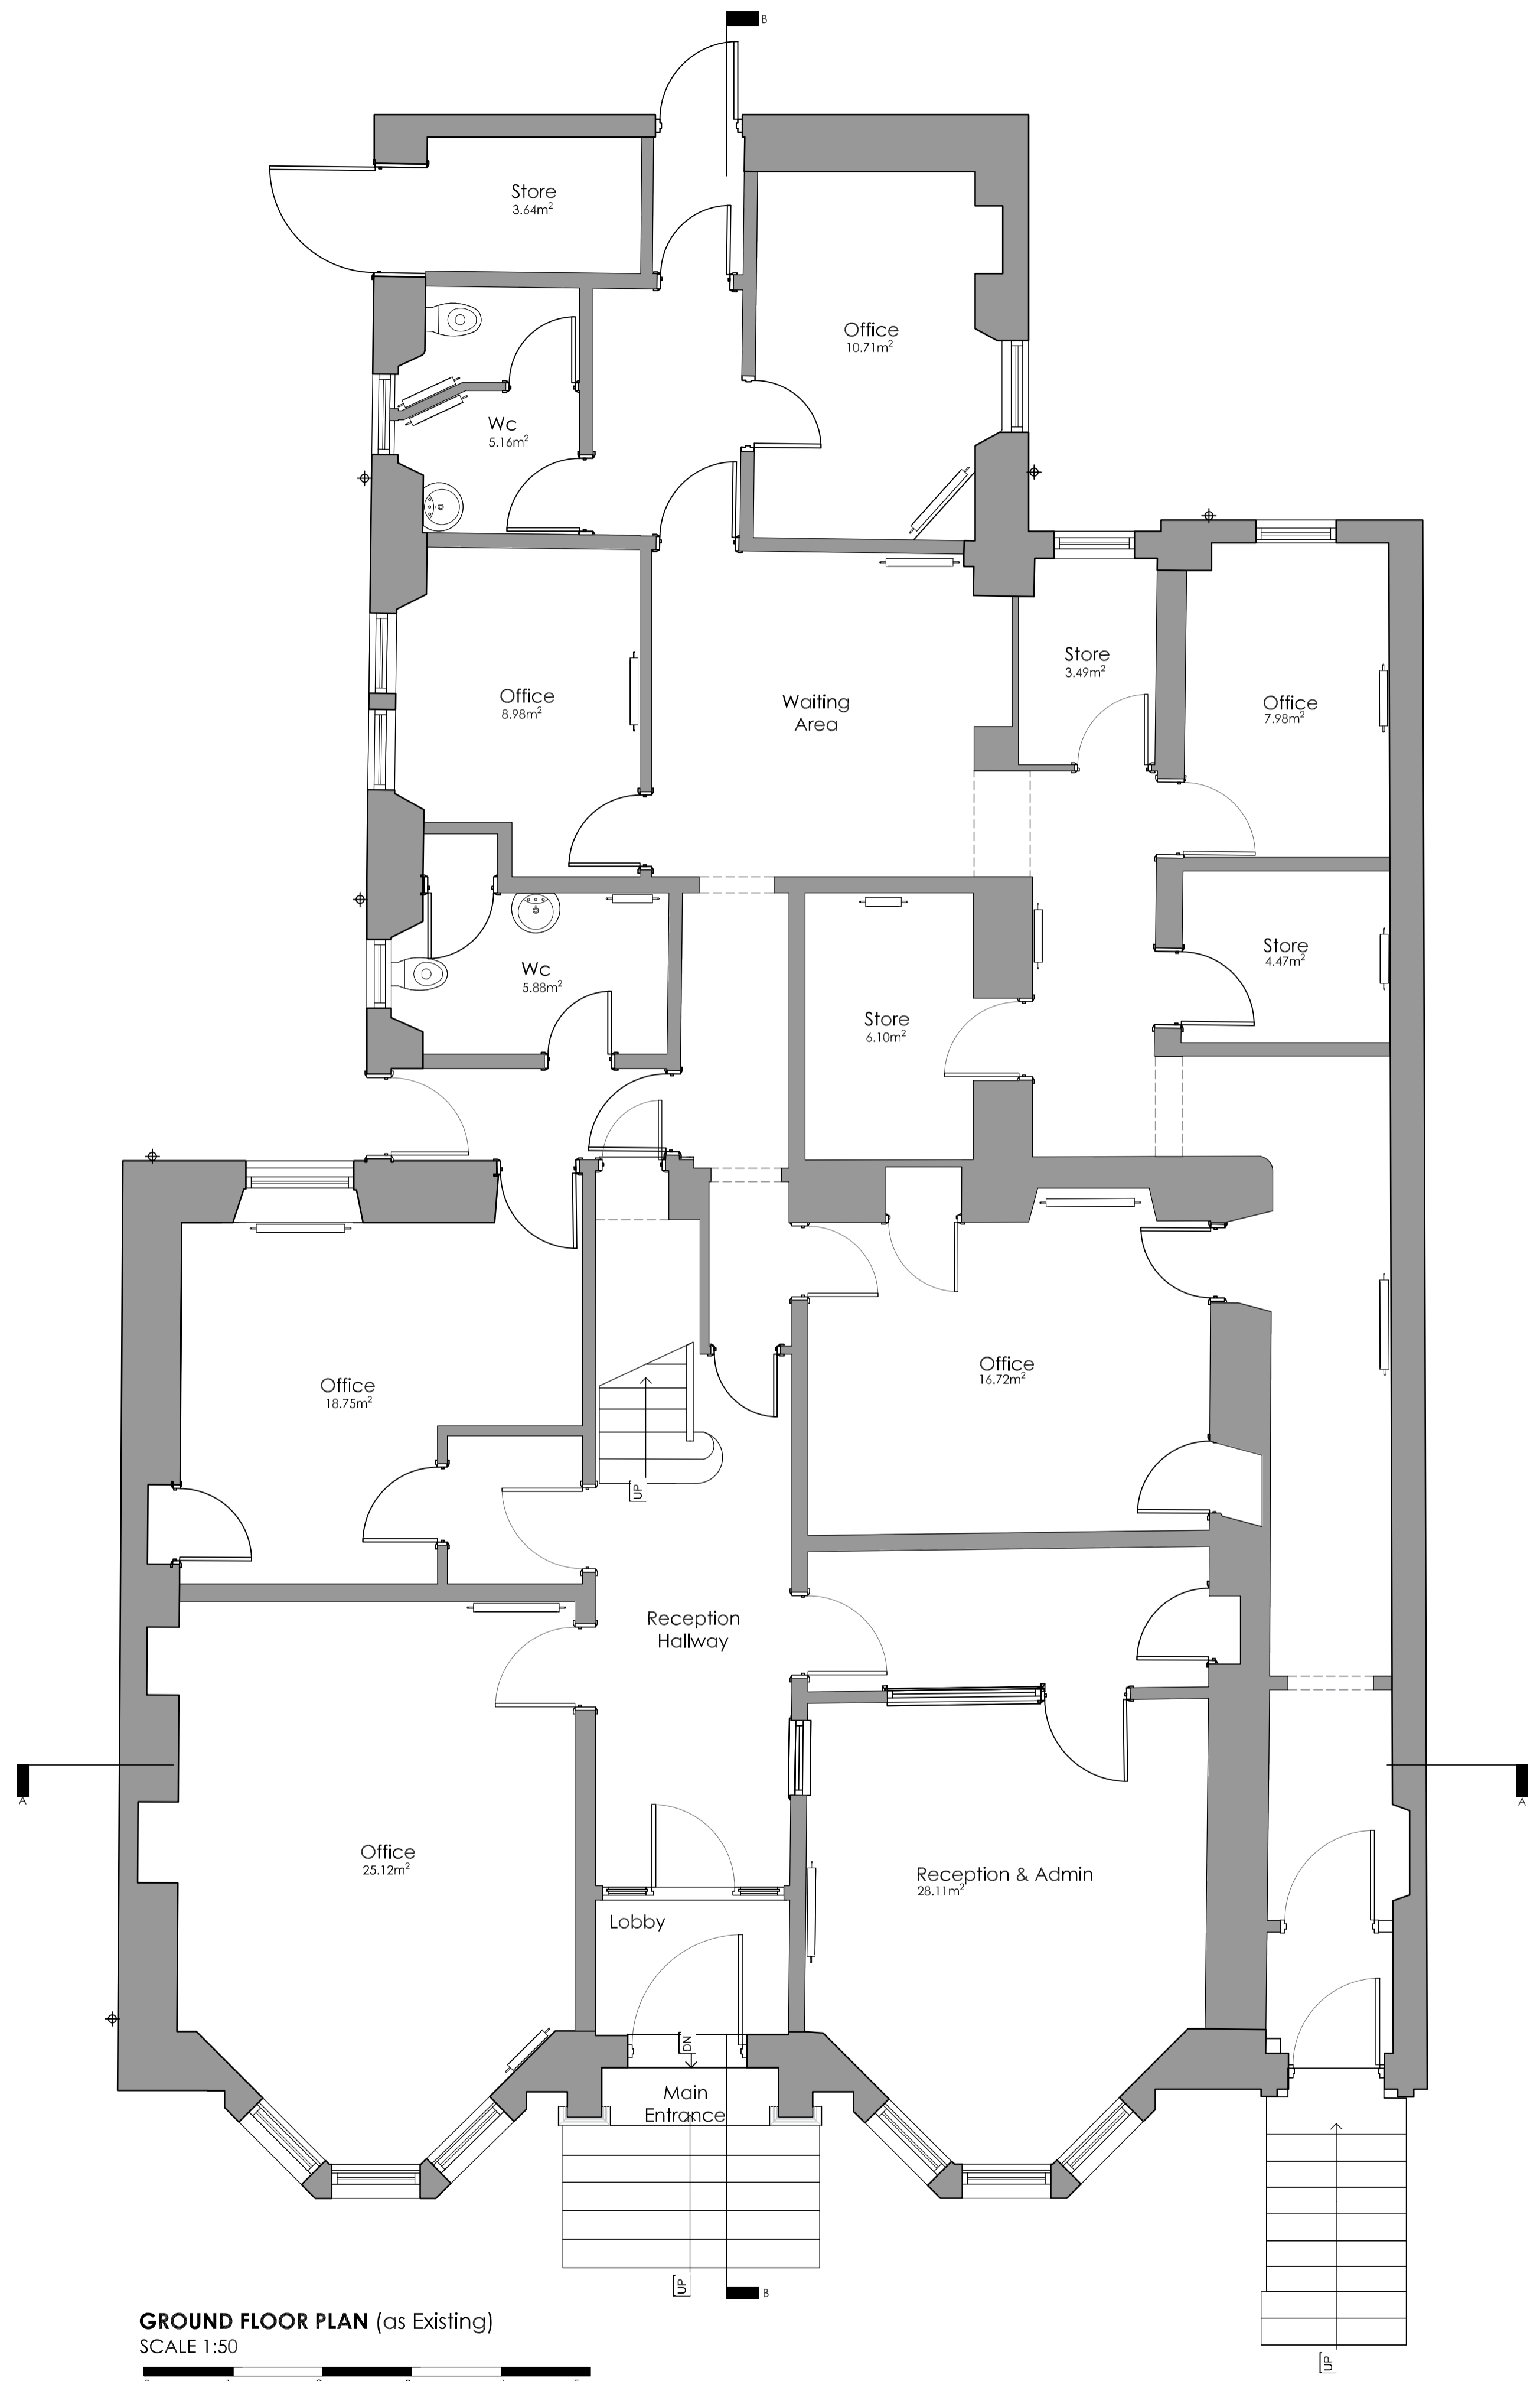 B
Store
3.64m²
Office
10.71m²
Wc
5.16m²
Store
3.49m²
Office
8.98m²
Waiting
Area
Office
7.98m²
Store
4.47m²
Wc
5.88m²
Store
6.10m²
Office
16.72m²
Office
18.75m²
UP
Reception
Hallway
A
A
Office
25.12m²
Reception & Admin
28.11m²
Lobby
DN
Main
Entrance
UP
B
GROUND FLOOR PLAN (as Existing)
SCALE 1:50
UP